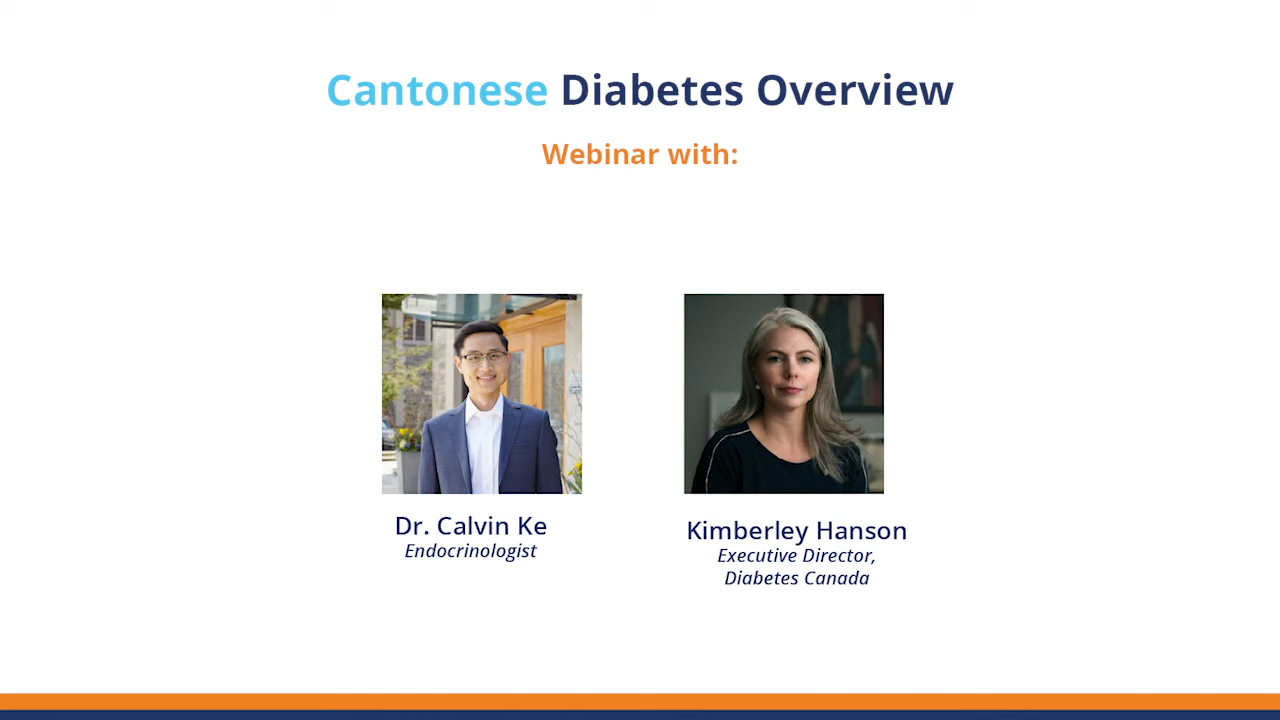 Cantonese Diabetes Overview
Webinar with:
Dr. Calvin Ke
Endocrinologist
Kimberley Hanson
Executive Director,
Diabetes Canada